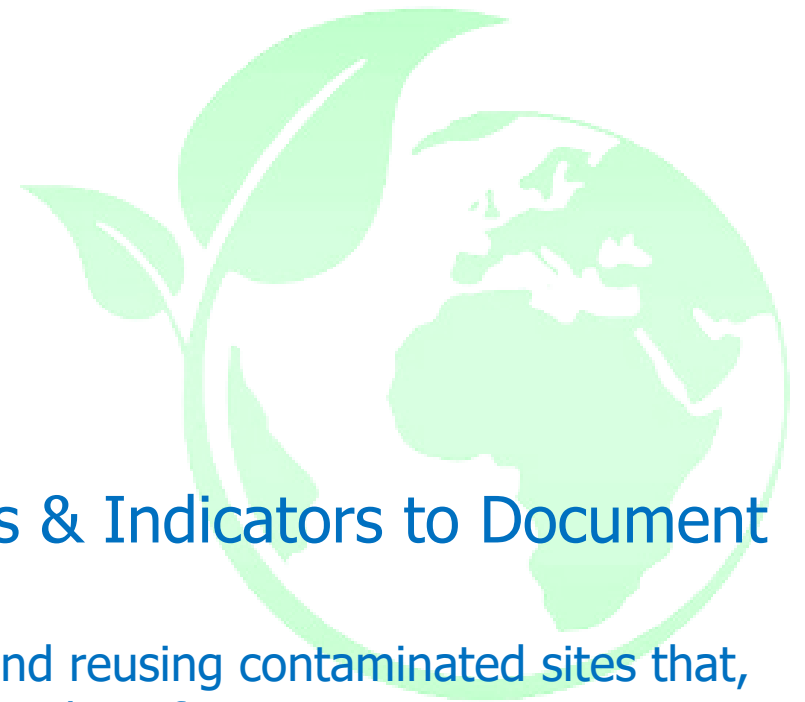 s & Indicators to Document
nd reusing contaminated sites that,